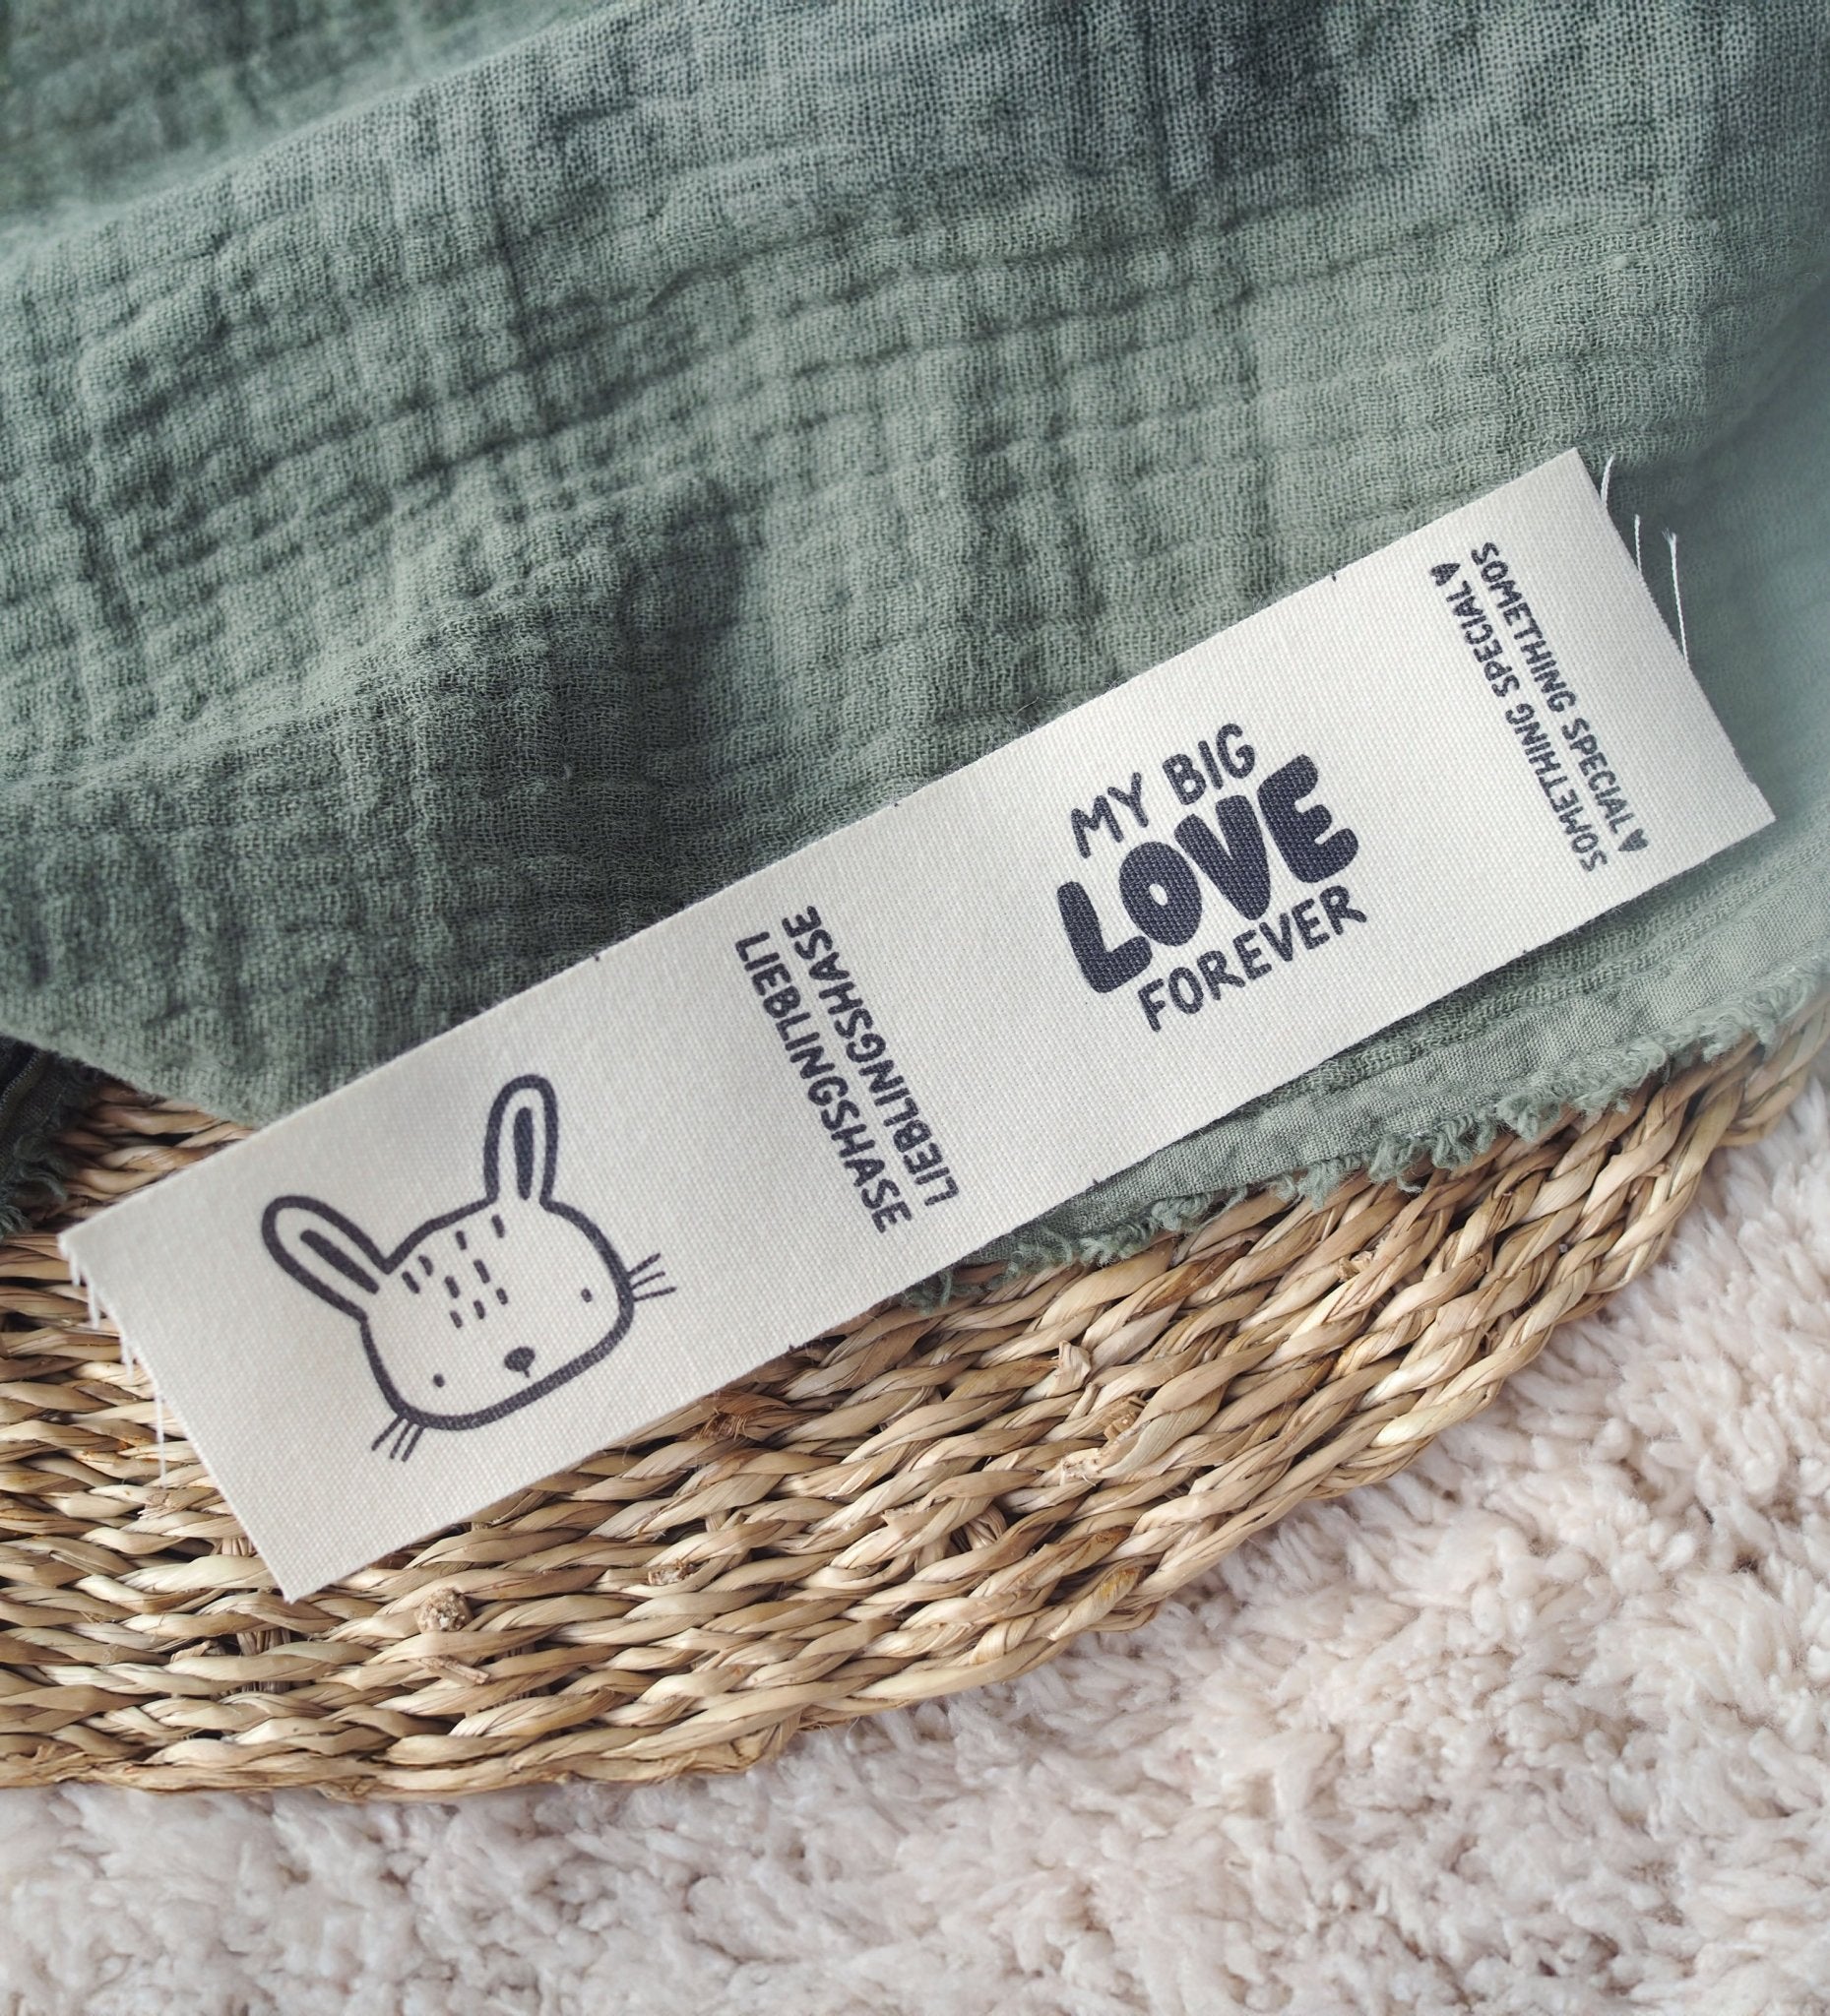 LIEBLINGSHASE
LIEBLINGSHASE
MY BIG
LOVE
FOREVER
SOMETHING SPECIAL♥
SOMETHING SPECIAL♥